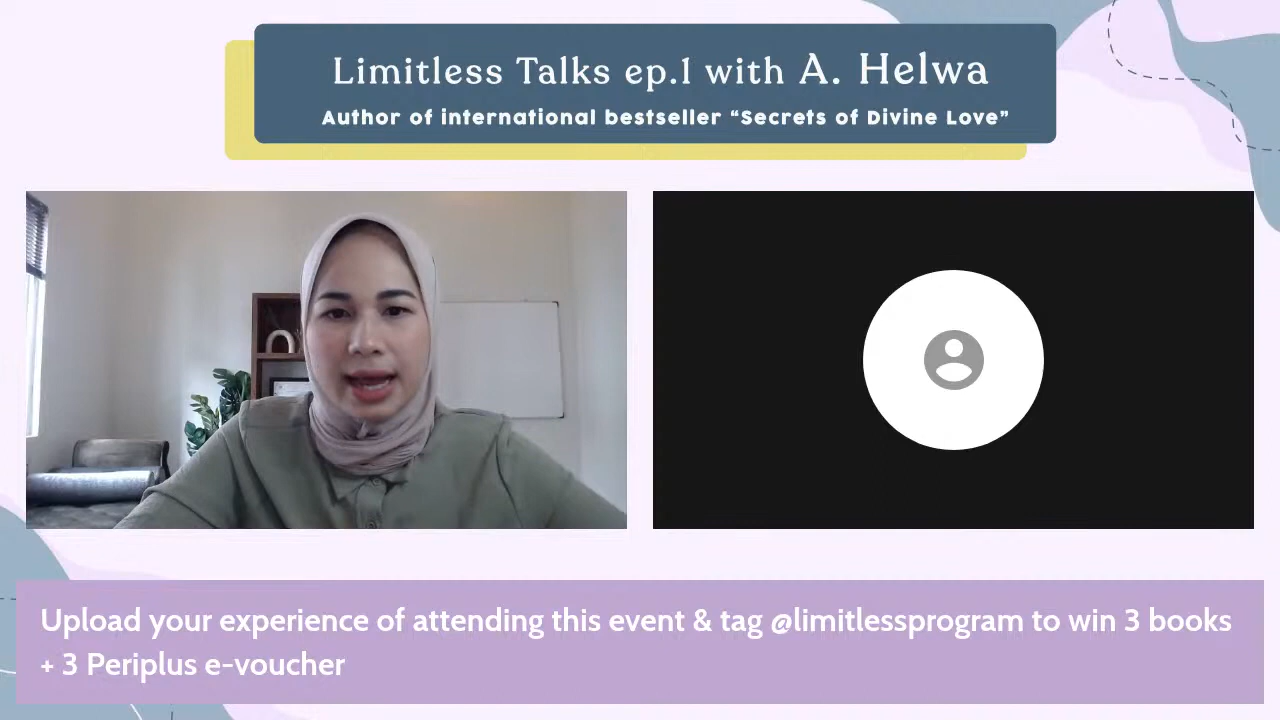 Limitless Talks ep.1 with A. Helwa
Author of international bestseller “Secrets of Divine Love”
Upload your experience of attending this event & tag @limitlessprogram to win 3 books
+ 3 Periplus e-voucher